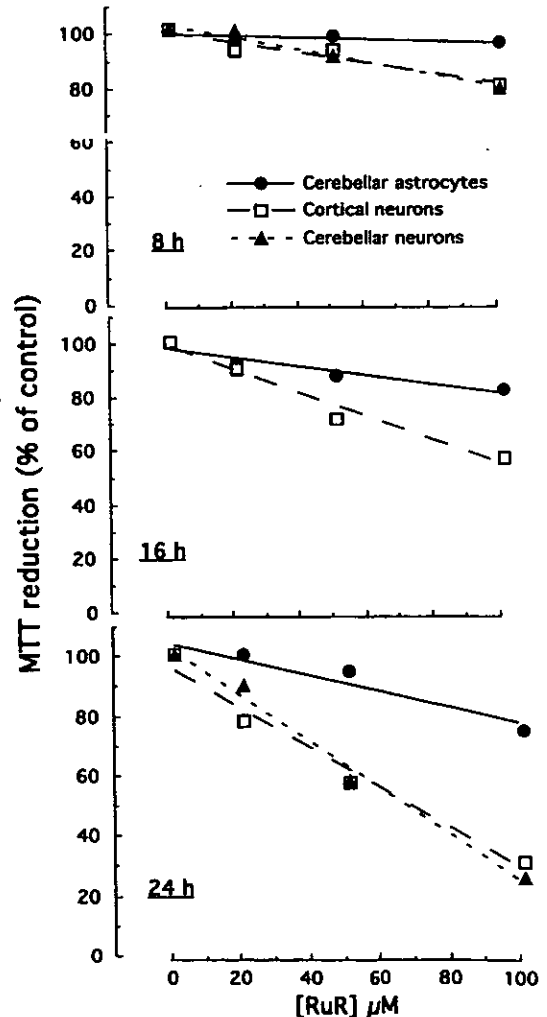 100
80
60
40
20
0
8 h
Cerebellar astrocytes
Cortical neurons
Cerebellar neurons
MTT reduction (% of control)
100
80
60
40
20
0
16 h
100
80
60
40
20
0
24 h
0 20 40 60 80 100
[RuR] µM